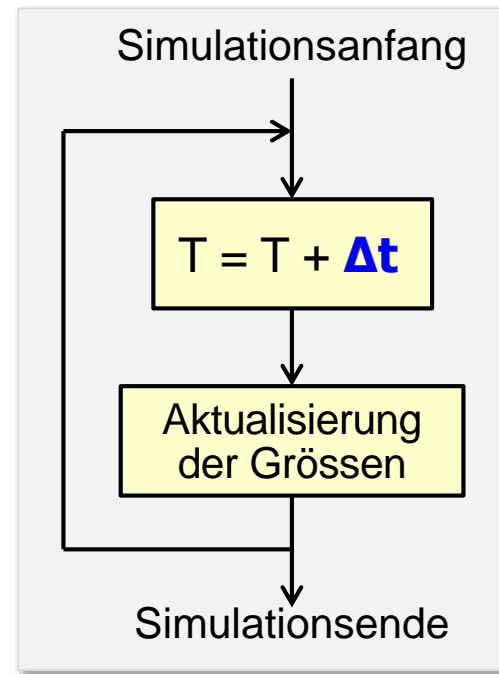 Simulationsanfang
T = T + Δt
Aktualisierung
der Grössen
Simulationsende